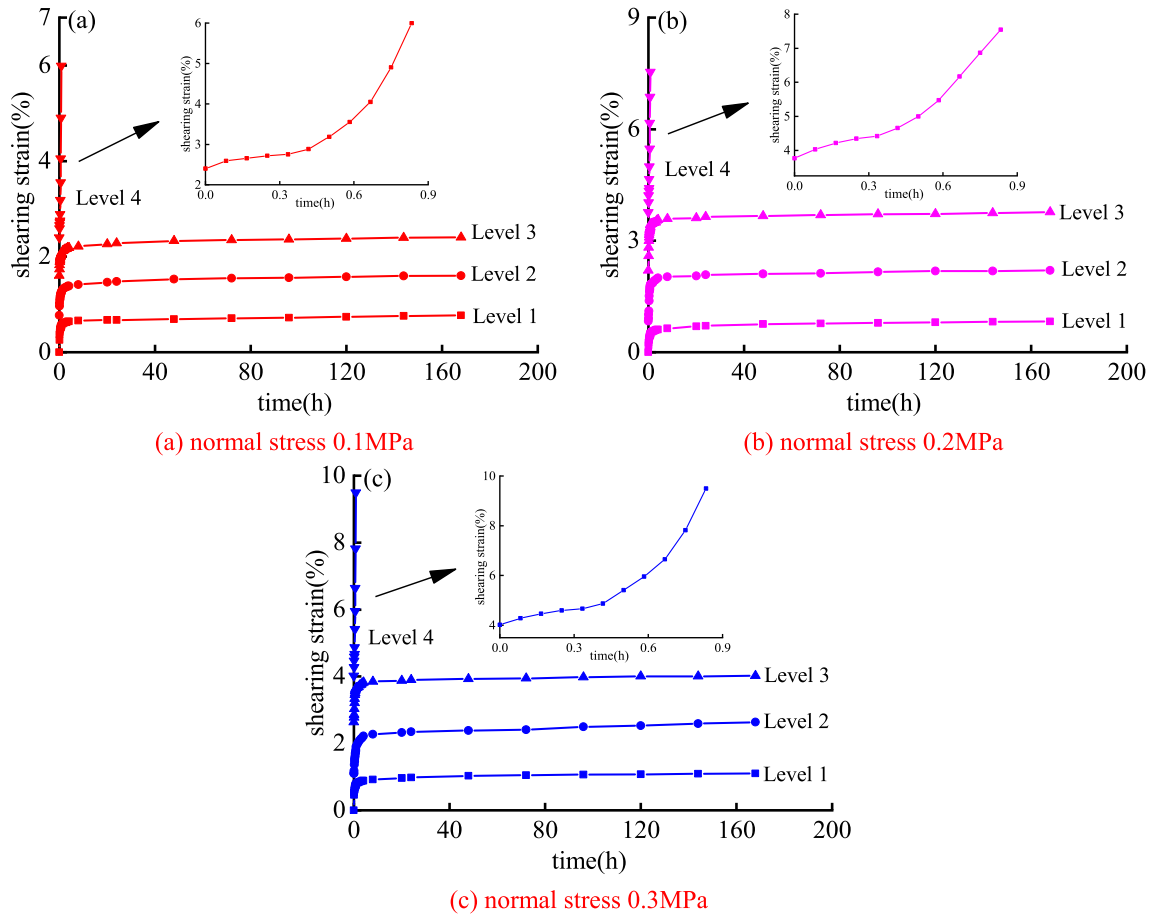 (a)
7
6
4
2
0
shearing strain(%)
0 40 80 120 160 200
time(h)
Level 4
Level 3
Level 2
Level 1
6
5
4
3
2
shearing strain(%)
0.0 0.3 0.6 0.9
time(h)
(a) normal stress 0.1MPa
(b)
9
6
3
0
shearing strain(%)
0 40 80 120 160 200
time(h)
Level 4
Level 3
Level 2
Level 1
8
7
6
5
4
shearing strain(%)
0.0 0.3 0.6 0.9
time(h)
(b) normal stress 0.2MPa
(c)
10
8
6
4
2
0
shearing strain(%)
0 40 80 120 160 200
time(h)
Level 4
Level 3
Level 2
Level 1
10
8
6
4
shearing strain(%)
0.0 0.3 0.6 0.9
time(h)
(c) normal stress 0.3MPa